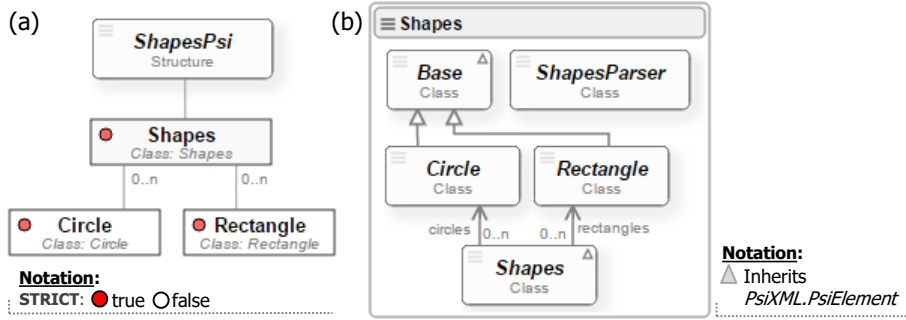 (a)
ShapesPsi
Structure
Shapes
Class: Shapes
0..n
0..n
Circle
Class: Circle
Rectangle
Class: Rectangle
Notation:
STRICT: true false
(b)
Shapes
Base
Class
ShapesParser
Class
Circle
Class
Rectangle
Class
circles
0..n
0..n
rectangles
Shapes
Class
Notation:
Inherits
PsiXML.PsiElement